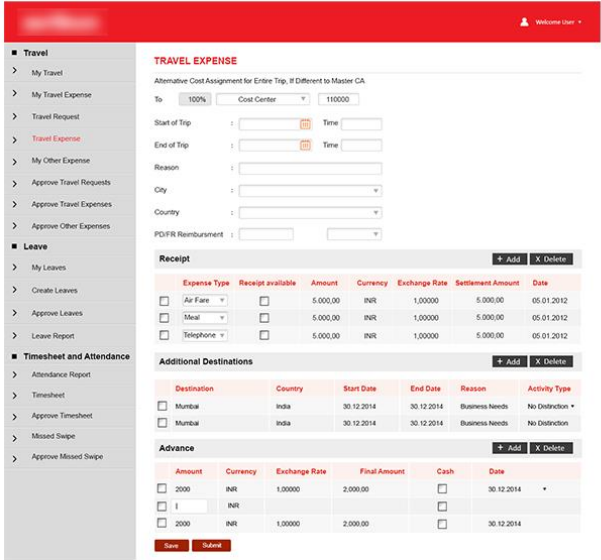 Welcome User
Travel
My Travel
My Travel Expense
Travel Request
Travel Expense
My Other Expense
Approve Travel Requests
Approve Travel Expenses
Approve Other Expenses
Leave
My Leaves
Create Leaves
Approve Leaves
Leave Report
Timesheet and Attendance
Attendance Report
Timesheet
Approve Timesheet
Missed Swipe
Approve Missed Swipe
TRAVEL EXPENSE
Alternative Cost Assignment for Entire Trip, If Different to Master CA
To 100% Cost Center 110000
Start of Trip : Time
End of Trip : Time
Reason
City :
Country :
PD/FR Reimbursment :
Receipt + Add X Delete
Expense Type Receipt available Amount Currency Exchange Rate Settlement Amount Date
Air Fare 5.000,00 INR 1,00000 5.000,00 05.01.2012
Meal 5.000,00 INR 1,00000 5.000,00 05.01.2012
Telephone 5.000,00 INR 1,00000 5.000,00 05.01.2012
Additional Destinations + Add X Delete
Destination Country Start Date End Date Reason Activity Type
Mumbai India 30.12.2014 30.12.2014 Business Needs No Distinction
Mumbai India 30.12.2014 30.12.2014 Business Needs No Distinction
Advance + Add X Delete
Amount Currency Exchange Rate Final Amount Cash Date
2000 INR 1,00000 2,000,00 30.12.2014
INR
2000 INR 1,00000 2,000,00 30.12.2014
Save Submit